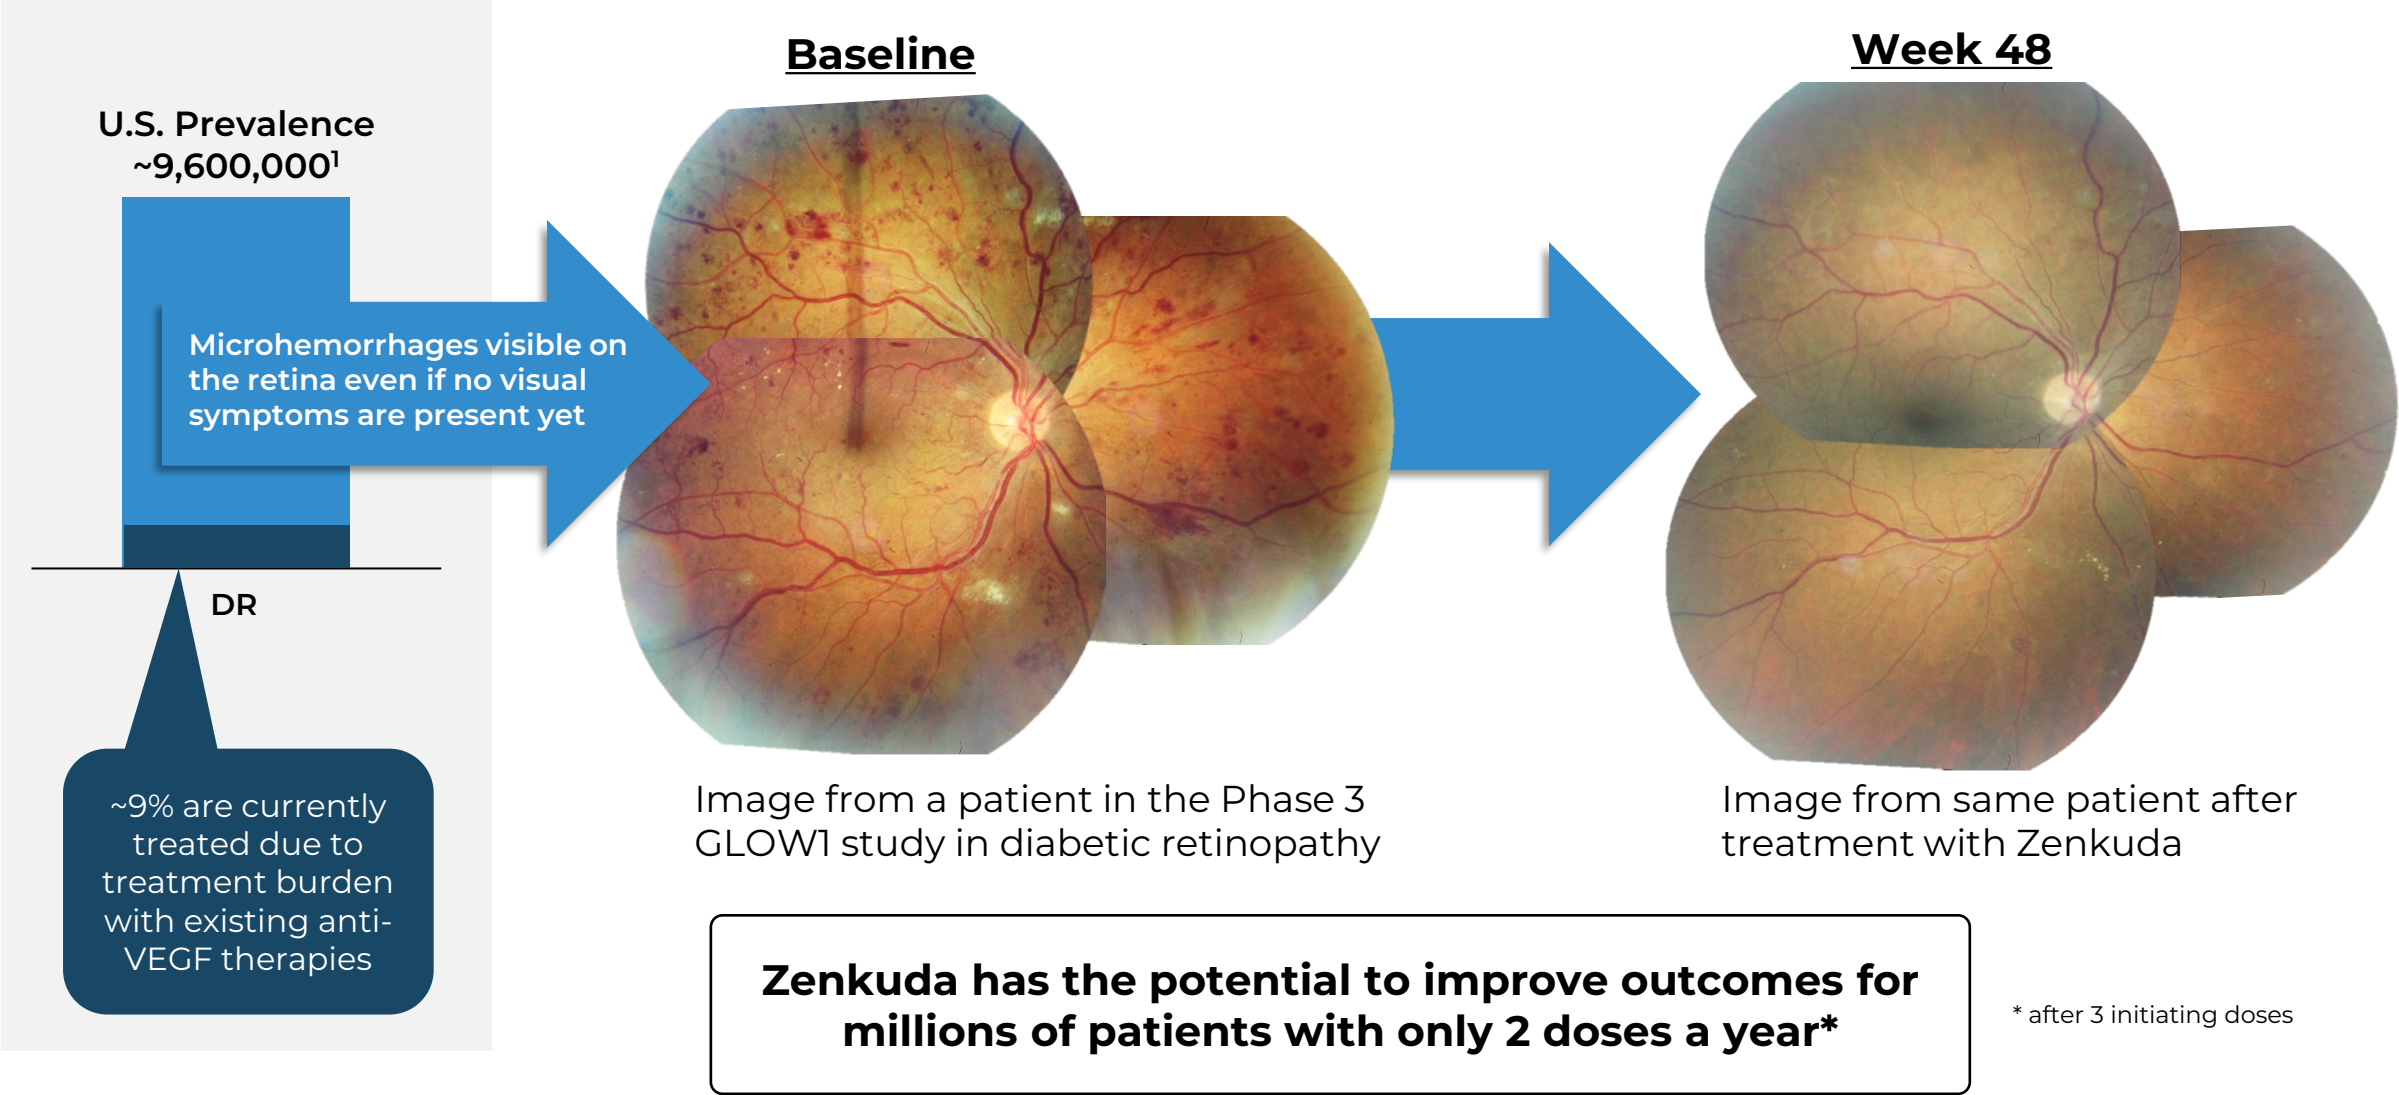 Baseline
Week 48
U.S. Prevalence
~9,600,000¹
Microhemorrhages visible on
the retina even if no visual
symptoms are present yet
DR
~9% are currently
treated due to
treatment burden
with existing anti-
VEGF therapies
Image from a patient in the Phase 3
GLOW1 study in diabetic retinopathy
Image from same patient after
treatment with Zenkuda
Zenkuda has the potential to improve outcomes for
millions of patients with only 2 doses a year*
* after 3 initiating doses